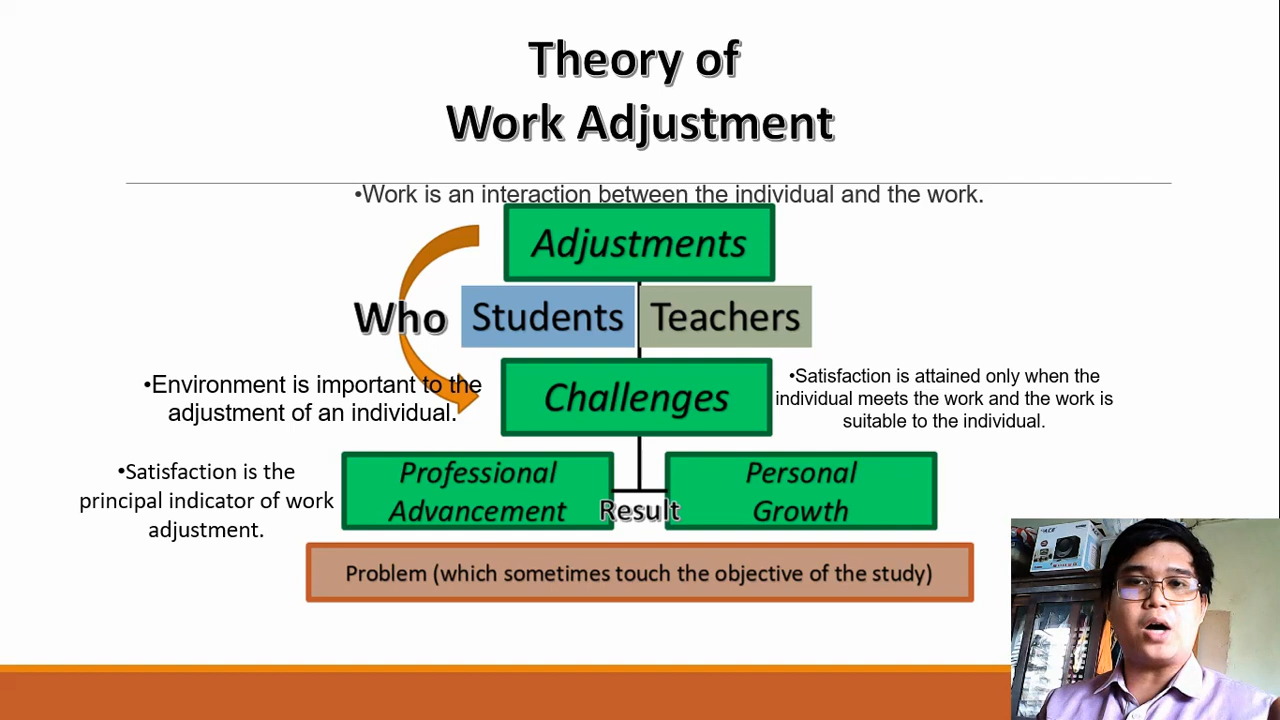 Theory of
Work Adjustment
•Work is an interaction between the individual and the work.
Adjustments
Who
Students
Teachers
•Environment is important to the
adjustment of an individual.
Challenges
•Satisfaction is attained only when the
individual meets the work and the work is
suitable to the individual.
•Satisfaction is the
principal indicator of work
adjustment.
Professional
Advancement
Result
Personal
Growth
Problem (which sometimes touch the objective of the study)